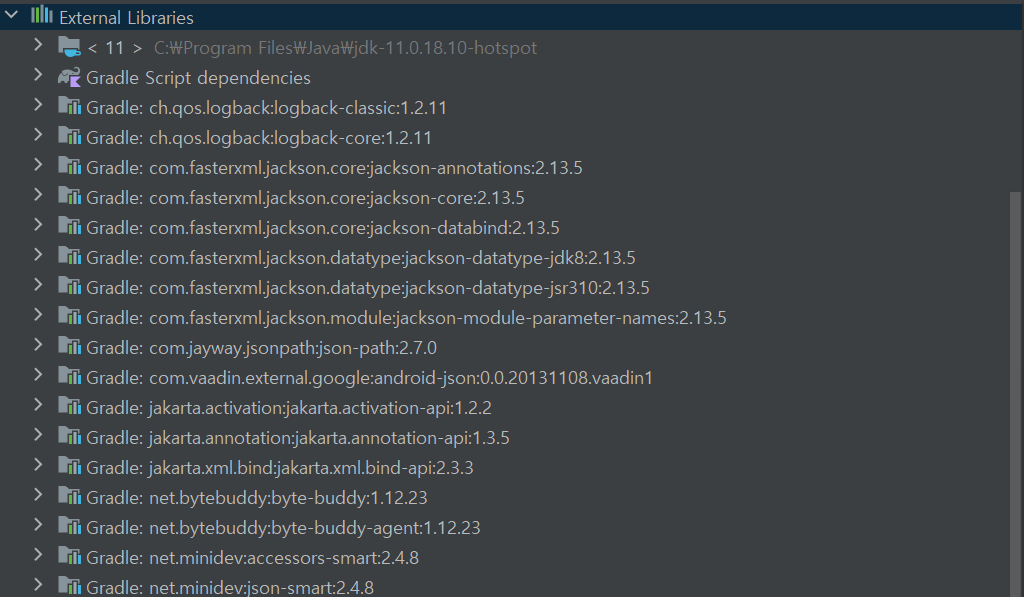 External Libraries
< 11 > C:₩Program Files₩Java₩jdk-11.0.18.10-hotspot
Gradle Script dependencies
Gradle: ch.qos.logback:logback-classic:1.2.11
Gradle: ch.qos.logback:logback-core:1.2.11
Gradle: com.fasterxml.jackson.core:jackson-annotations:2.13.5
Gradle: com.fasterxml.jackson.core:jackson-core:2.13.5
Gradle: com.fasterxml.jackson.core:jackson-databind:2.13.5
Gradle: com.fasterxml.jackson.datatype:jackson-datatype-jdk8:2.13.5
Gradle: com.fasterxml.jackson.datatype:jackson-datatype-jsr310:2.13.5
Gradle: com.fasterxml.jackson.module:jackson-module-parameter-names:2.13.5
Gradle: com.jayway.jsonpath:json-path:2.7.0
Gradle: com.vaadin.external.google:android-json:0.0.20131108.vaadin1
Gradle: jakarta.activation:jakarta.activation-api:1.2.2
Gradle: jakarta.annotation:jakarta.annotation-api:1.3.5
Gradle: jakarta.xml.bind:jakarta.xml.bind-api:2.3.3
Gradle: net.bytebuddy:byte-buddy:1.12.23
Gradle: net.bytebuddy:byte-buddy-agent:1.12.23
Gradle: net.minidev:accessors-smart:2.4.8
Gradle: net.minidev:json-smart:2.4.8